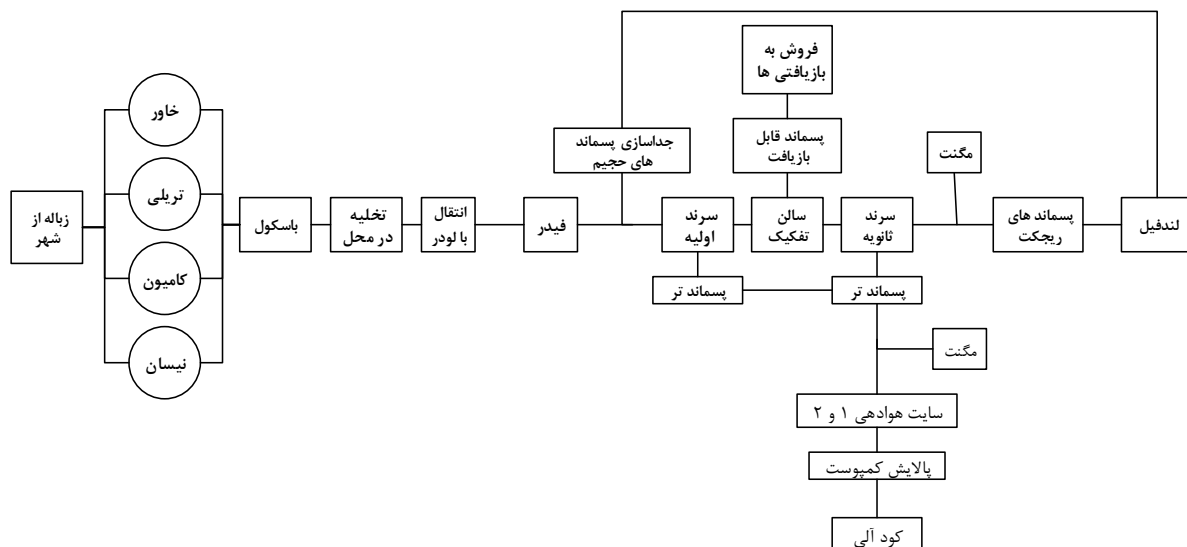 زباله از
شهر
خاور
تریلی
کامیون
نیسان
باسکول
تخلیه
در محل
انتقال
با لودر
فیدر
جداسازی پسماند
های حجیم
سرند
اولیه
پسماند تر
فروش به
بازیافتی ها
پسماند قابل
بازیافت
سالن
تفکیک
سرند
ثانویه
پسماند تر
مگنت
پسماند های
ریجکت
لندفیل
مگنت
سایت هوادهی ۱ و ۲
پالایش کمپوست
کود آلی